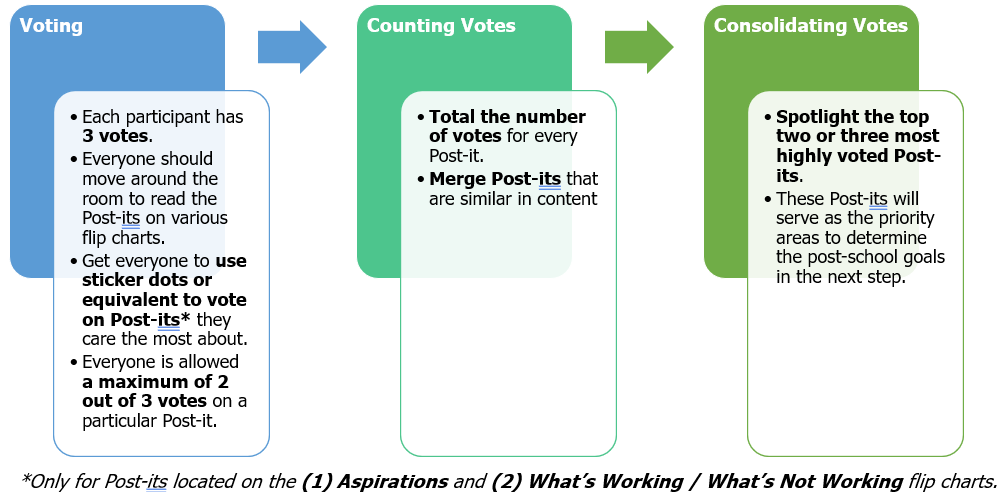 Voting
• Each participant has
3 votes.
• Everyone should
move around the
room to read the
Post-its on various
flip charts.
• Get everyone to use
sticker dots or
equivalent to vote
on Post-its* they
care the most about.
• Everyone is allowed
a maximum of 2
out of 3 votes on a
particular Post-it.
Counting Votes
• Total the number
of votes for every
Post-it.
• Merge Post-its that
are similar in content
Consolidating Votes
• Spotlight the top
two or three most
highly voted Post-
its.
• These Post-its will
serve as the priority
areas to determine
the post-school goals
in the next step.
*Only for Post-its located on the (1) Aspirations and (2) What’s Working / What’s Not Working flip charts.